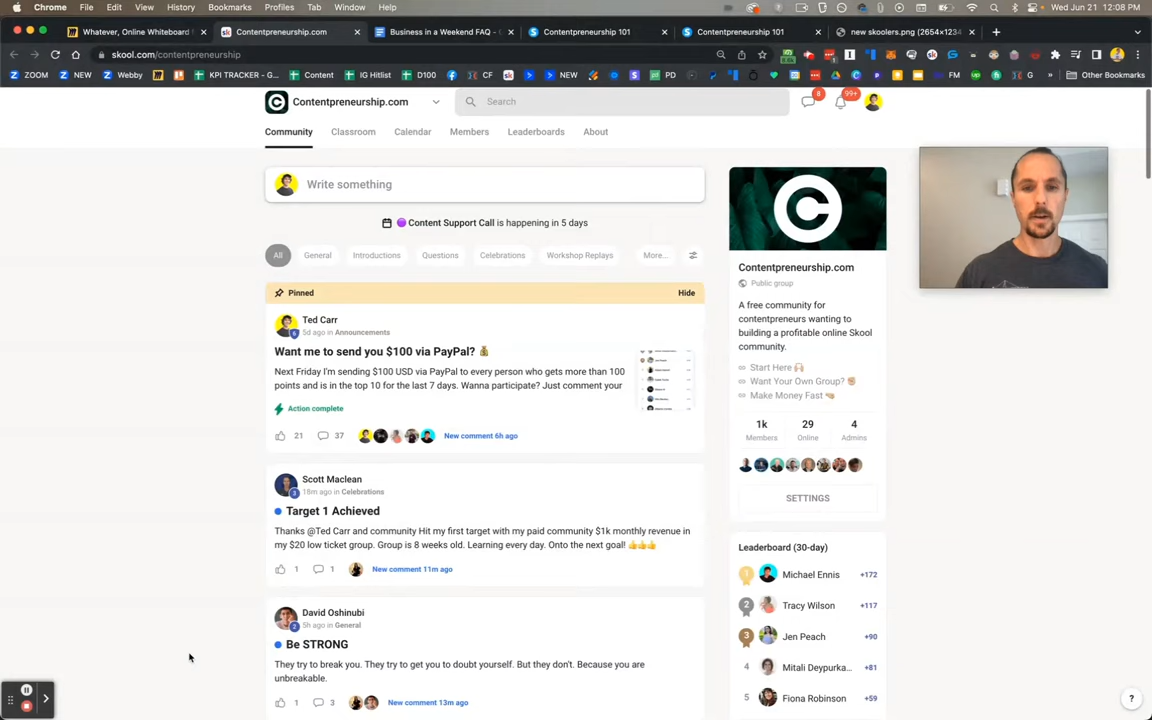 Chrome File Edit View History Bookmarks Profiles Tab Window Help Wed Jun 21 12:08 PM
Whatever, Online Whiteboard Contentpreneurship.com Business in a Weekend FAQ - Contentpreneurship 101 Contentpreneurship 101 new skoolers.png (2654×1234
skool.com/contentpreneurship
ZOOM NEW Webby KPI TRACKER - G... Content IG Hitlist D100 CF NEW PD FM G Other Bookmarks
Contentpreneurship.com Search 8 99+
Community Classroom Calendar Members Leaderboards About
Write something
Content Support Call is happening in 5 days
All General Introductions Questions Celebrations Workshop Replays More...
Pinned Hide
Ted Carr
6
5d ago in Announcements
Want me to send you $100 via PayPal? 💰
Next Friday I'm sending $100 USD via PayPal to every person who gets more than 100
points and is in the top 10 for the last 7 days. Wanna participate? Just comment your
Action complete
21 37 New comment 6h ago
Scott Maclean
3
18m ago in Celebrations
Target 1 Achieved
Thanks @Ted Carr and community Hit my first target with my paid community $1k monthly revenue in
my $20 low ticket group. Group is 8 weeks old. Learning every day. Onto the next goal! 👍👍👍
1 1 New comment 11m ago
David Oshinubi
2
5h ago in General
Be STRONG
They try to break you. They try to get you to doubt yourself. But they don't. Because you are
unbreakable.
1 3 New comment 13m ago
C
Contentpreneurship.com
Public group
A free community for
contentpreneurs wanting to
building a profitable online Skool
community.
Start Here 🙌
Want Your Own Group?
Make Money Fast
1k 29 4
Members Online Admins
SETTINGS
Leaderboard (30-day)
1 Michael Ennis +172
2 Tracy Wilson +117
3 Jen Peach +90
4 Mitali Deypurka... +81
5 Fiona Robinson +59
?